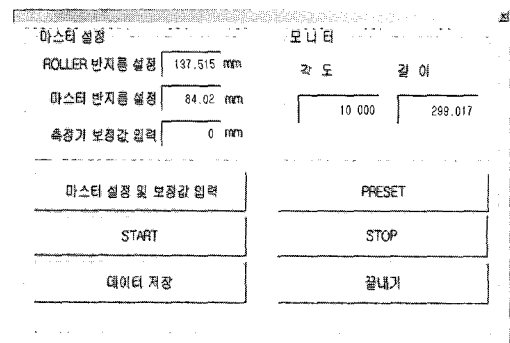 마스터 설정
ROLLER 반지름 설정 137.515 mm
마스터 반지름 설정 84.02 mm
측정기 보정값 입력 0 mm
모니터
각 도 길 이
10 000 299.017
마스터 설정 및 보정값 입력 PRESET
START STOP
데이터 저장 끝내기